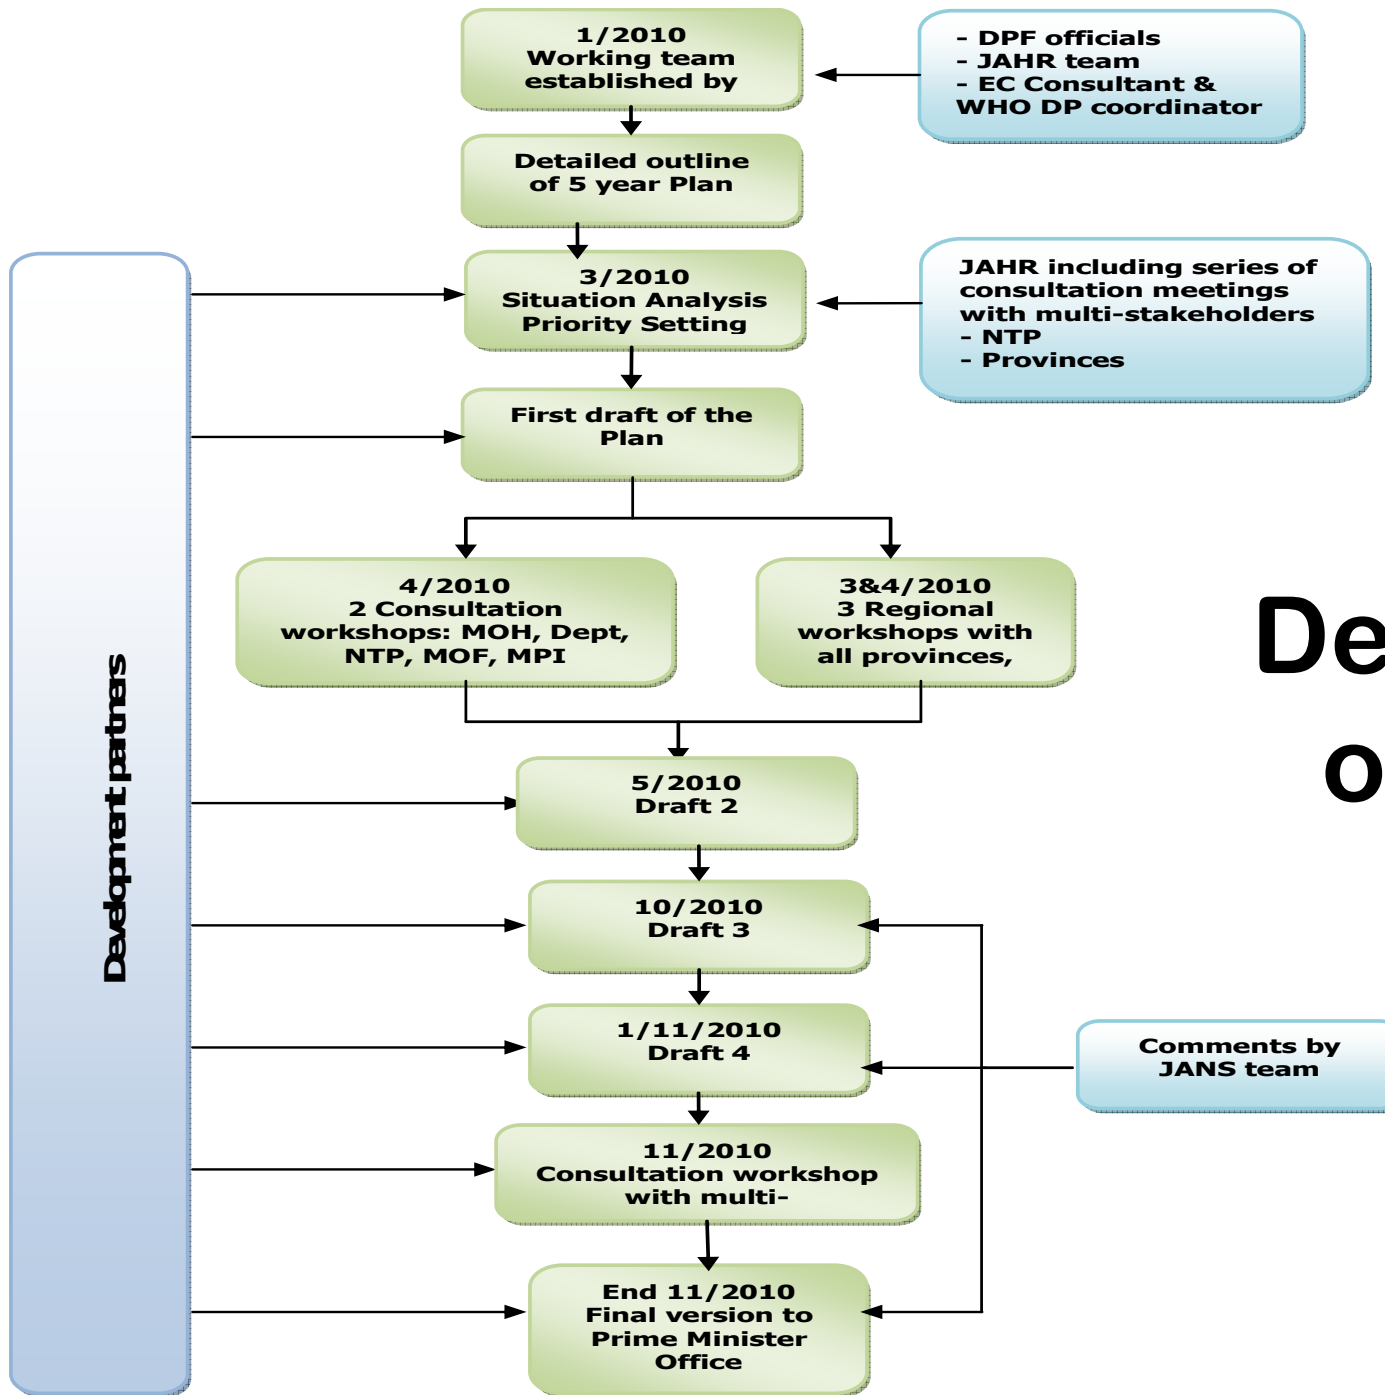 1/2010
Working team
established by
- DPF officials
- JAHR team
- EC Consultant &
WHO DP coordinator
Detailed outline
of 5 year Plan
3/2010
Situation Analysis
Priority Setting
JAHR including series of
consultation meetings
with multi-stakeholders
- NTP
- Provinces
First draft of the
Plan
4/2010
2 Consultation
workshops: MOH, Dept,
NTP, MOF, MPI
3&4/2010
3 Regional
workshops with
all provinces,
De
o
Development partners
5/2010
Draft 2
10/2010
Draft 3
1/11/2010
Draft 4
Comments by
JANS team
11/2010
Consultation workshop
with multi-
End 11/2010
Final version to
Prime Minister
Office